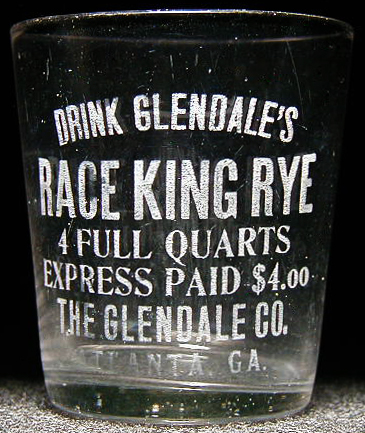 DRINK GLENDALE'S
RACE KING RYE
4 FULL QUARTS
EXPRESS PAID $4.00
THE GLENDALE CO.
ATLANTA, GA.